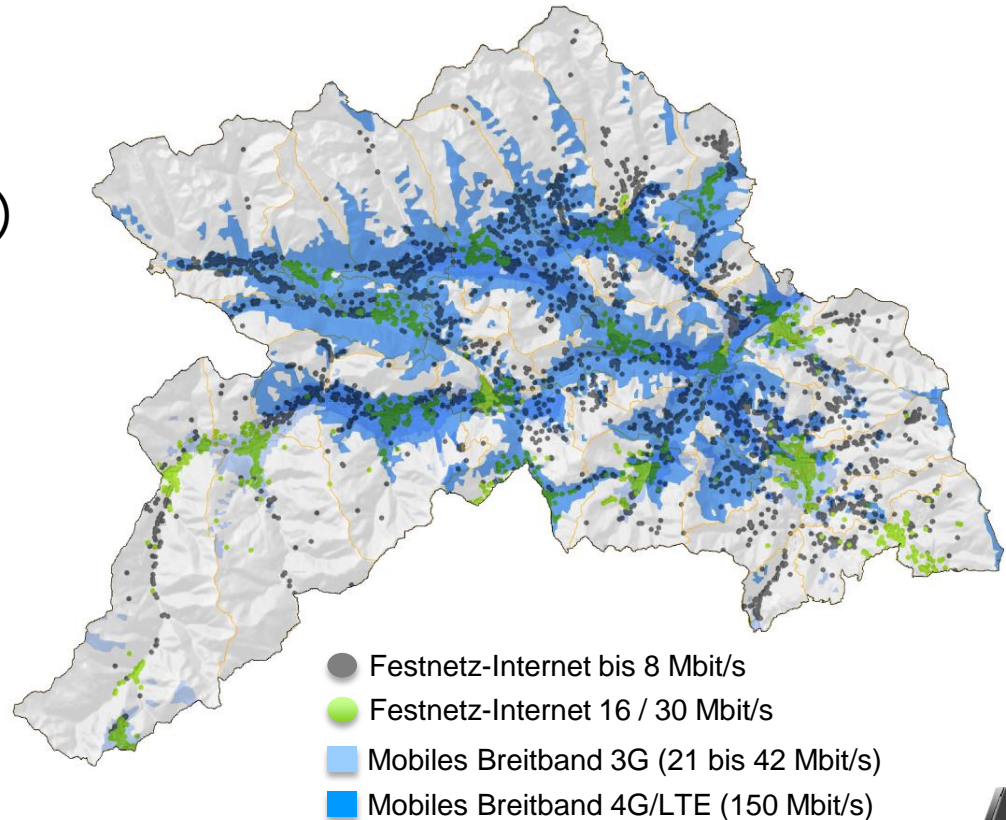 )
Festnetz-Internet bis 8 Mbit/s
Festnetz-Internet 16 / 30 Mbit/s
Mobiles Breitband 3G (21 bis 42 Mbit/s)
Mobiles Breitband 4G/LTE (150 Mbit/s)